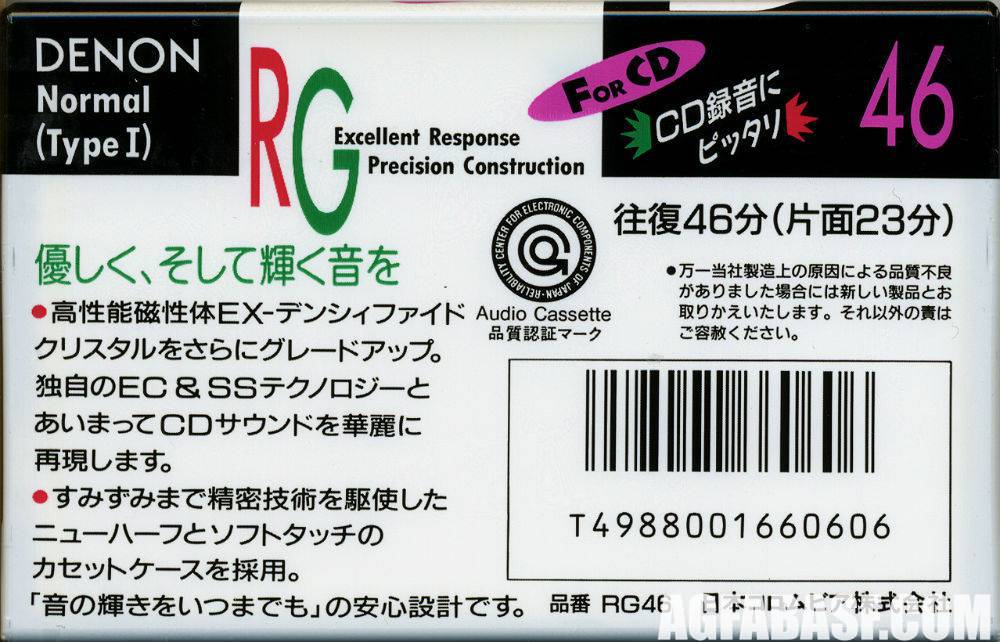 DENON
Normal
(Type I)
RG
Excellent Response
Precision Construction
FOR CD
CD録音に
ピッタリ
46
優しく、そして輝く音を
●高性能磁性体EX-デンシィファイド
クリスタルをさらにグレードアップ。
独自のEC & SSテクノロジーと
あいまってCDサウンドを華麗に
再現します。
●すみずみまで精密技術を駆使した
ニューハーフとソフトタッチの
カセットケースを採用。
「音の輝きをいつまでも」の安心設計です。
RELIABILITY CENTER FOR ELECTRONIC COMPONENTS OF JAPAN
Audio Cassette
品質認証マーク
往復46分(片面23分)
●万一当社製造上の原因による品質不良
がありました場合には新しい製品とお
取りかえいたします。それ以外の責は
ご容赦ください。
T4988001660606
品番 RG46 日本コロムビア株式会社
AGFABASF.COM